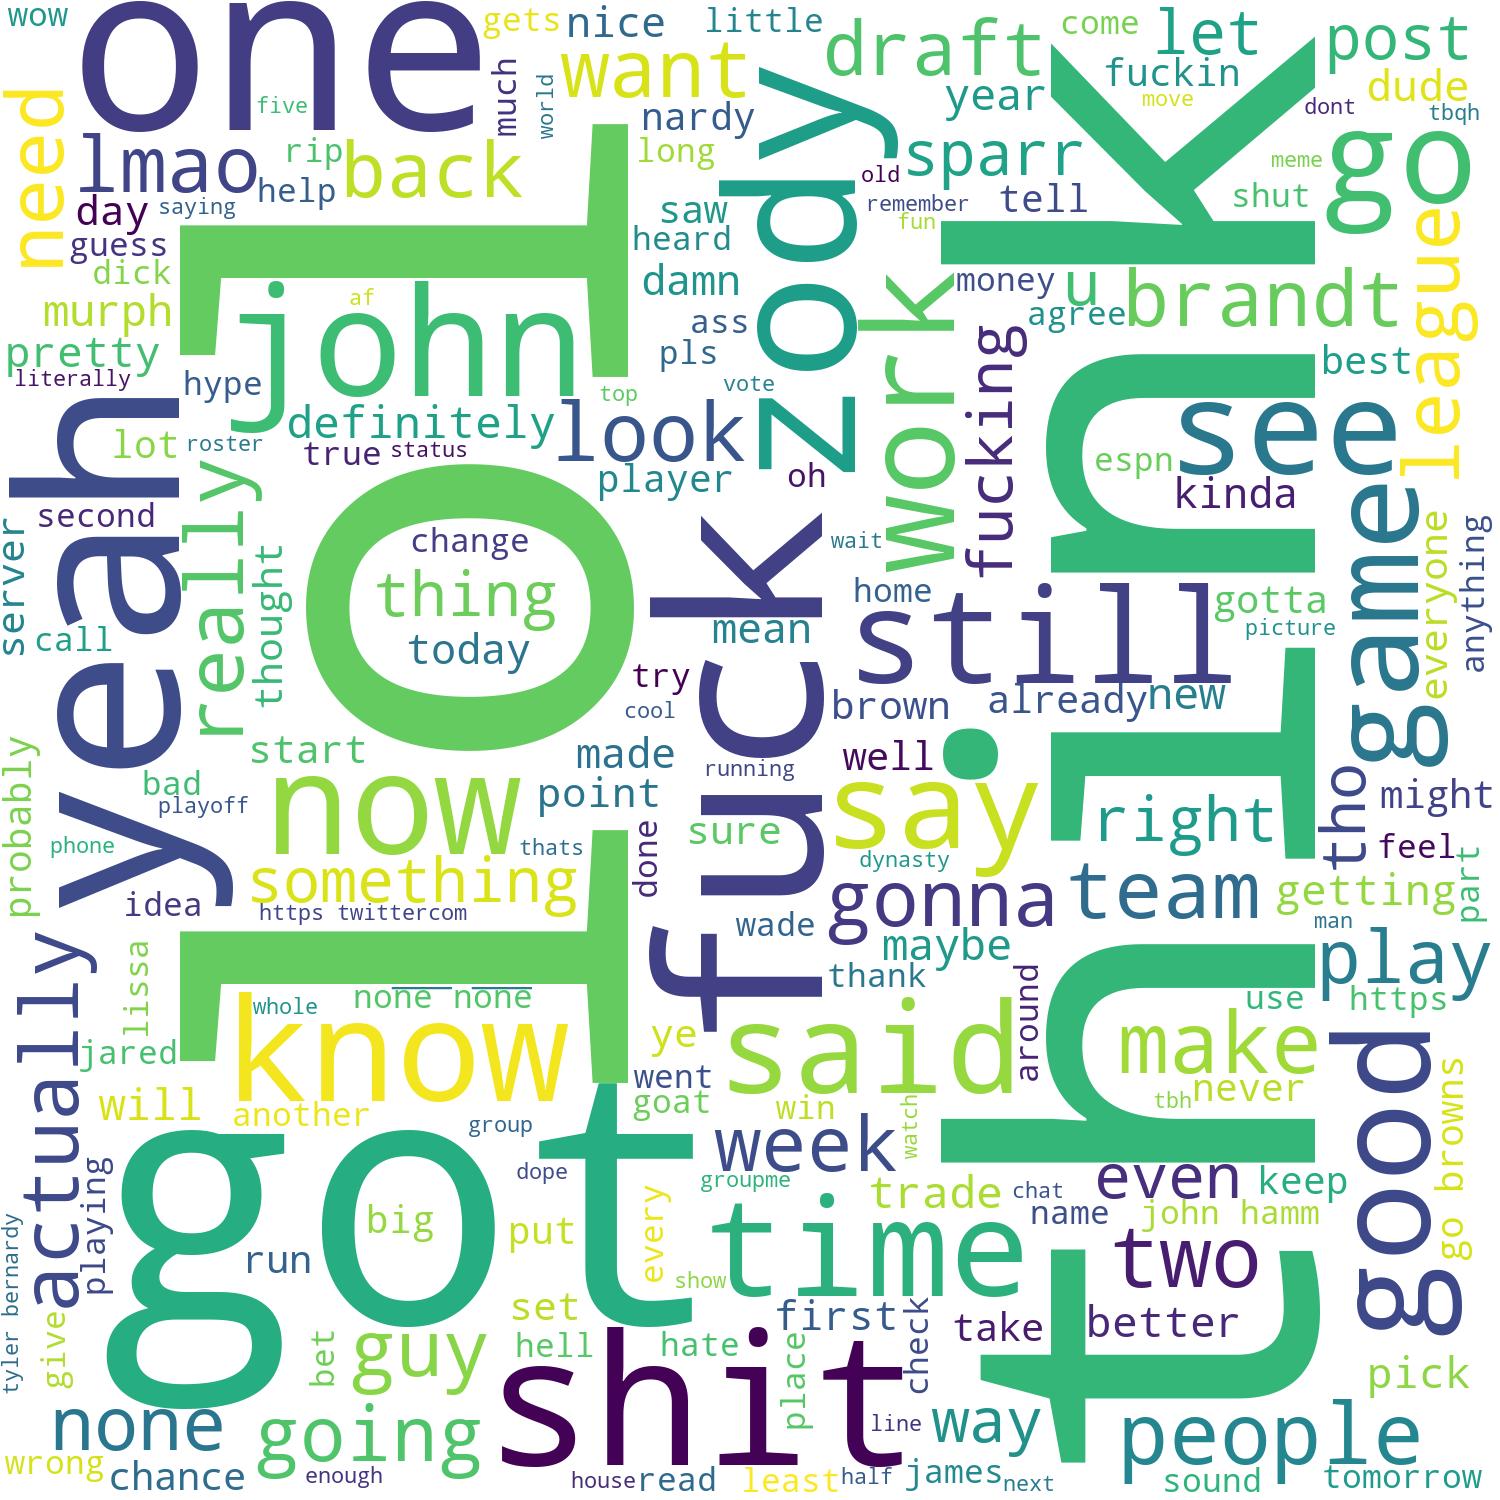 wow
one
gets
nice
little
draft
come
let
post
want
fuckin
dude
need
five
much
world
nardy
year
move
dont
tbqh
lmao
rip
back
long
zody
sparr
think
go
help
old
meme
day
saying
saw
remember
tell
shut
guess
lol
heard
fun
league
dick
damn
work
money
u
brandt
murph
af
john
ass
agree
pretty
pls
fucking
best
literally
hype
top
vote
see
yeah
definitely
look
lot
roster
true
status
espn
really
player
oh
kinda
game
second
server
change
fuck
wait
everyone
anything
thing
thought
home
still
gotta
call
today
mean
picture
try
brown
already
new
cool
start
made
well
probably
bad
now
running
say
tho
might
playoff
point
right
phone
thats
done
sure
dynasty
feel
something
part
idea
https twittercom
wade
gonna
team
getting
man
actually
lissa
maybe
play
none none
thank
around
use
https
whole
know
ye
said
make
good
jared
went
never
will
another
goat
win
watch
tbh
go browns
group
week
playing
dope
groupme
trade
chat
even
keep
tyler bernardy
got
big
put
every
time
name
john hamm
run
show
two
give
set
first
check
take
better
bet
guy
hell
shit
hate
place
pick
none
going
line
way
people
wrong
chance
enough
house
read
least
half
james
next
sound
tomorrow